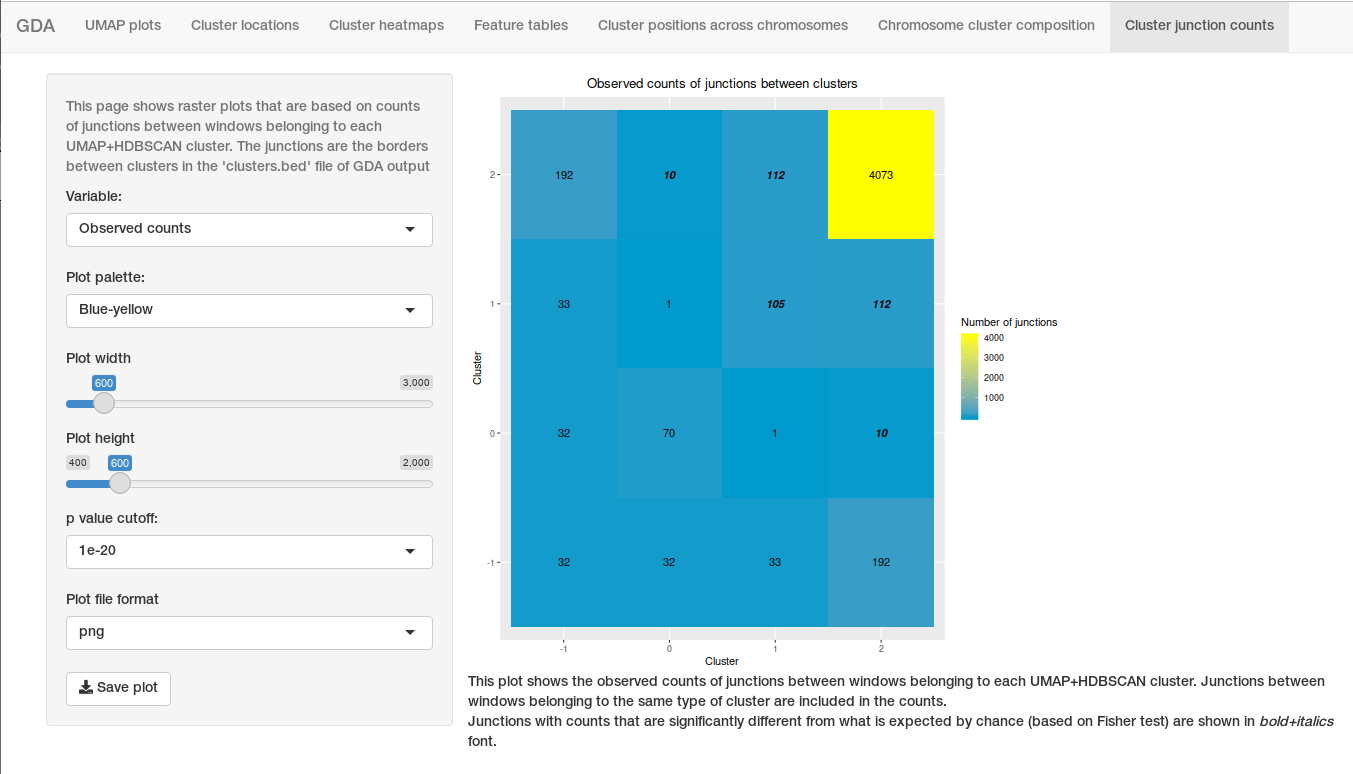 GDA UMAP plots Cluster locations Cluster heatmaps Feature tables Cluster positions across chromosomes Chromosome cluster composition Cluster junction counts
This page shows raster plots that are based on counts
of junctions between windows belonging to each
UMAP+HDBSCAN cluster. The junctions are the borders
between clusters in the 'clusters.bed' file of GDA output
Variable:
Observed counts
Plot palette:
Blue-yellow
Plot width
600 3,000
Plot height
400 600 2,000
p value cutoff:
1e-20
Plot file format
png
Save plot
Observed counts of junctions between clusters
2 192 10 112 4073
1 33 1 105 112
0 32 70 1 10
-1 32 32 33 192
-1 0 1 2
Cluster
Cluster
Number of junctions
4000
3000
2000
1000
This plot shows the observed counts of junctions between windows belonging to each UMAP+HDBSCAN cluster. Junctions between
windows belonging to the same type of cluster are included in the counts.
Junctions with counts that are significantly different from what is expected by chance (based on Fisher test) are shown in bold+italics
font.